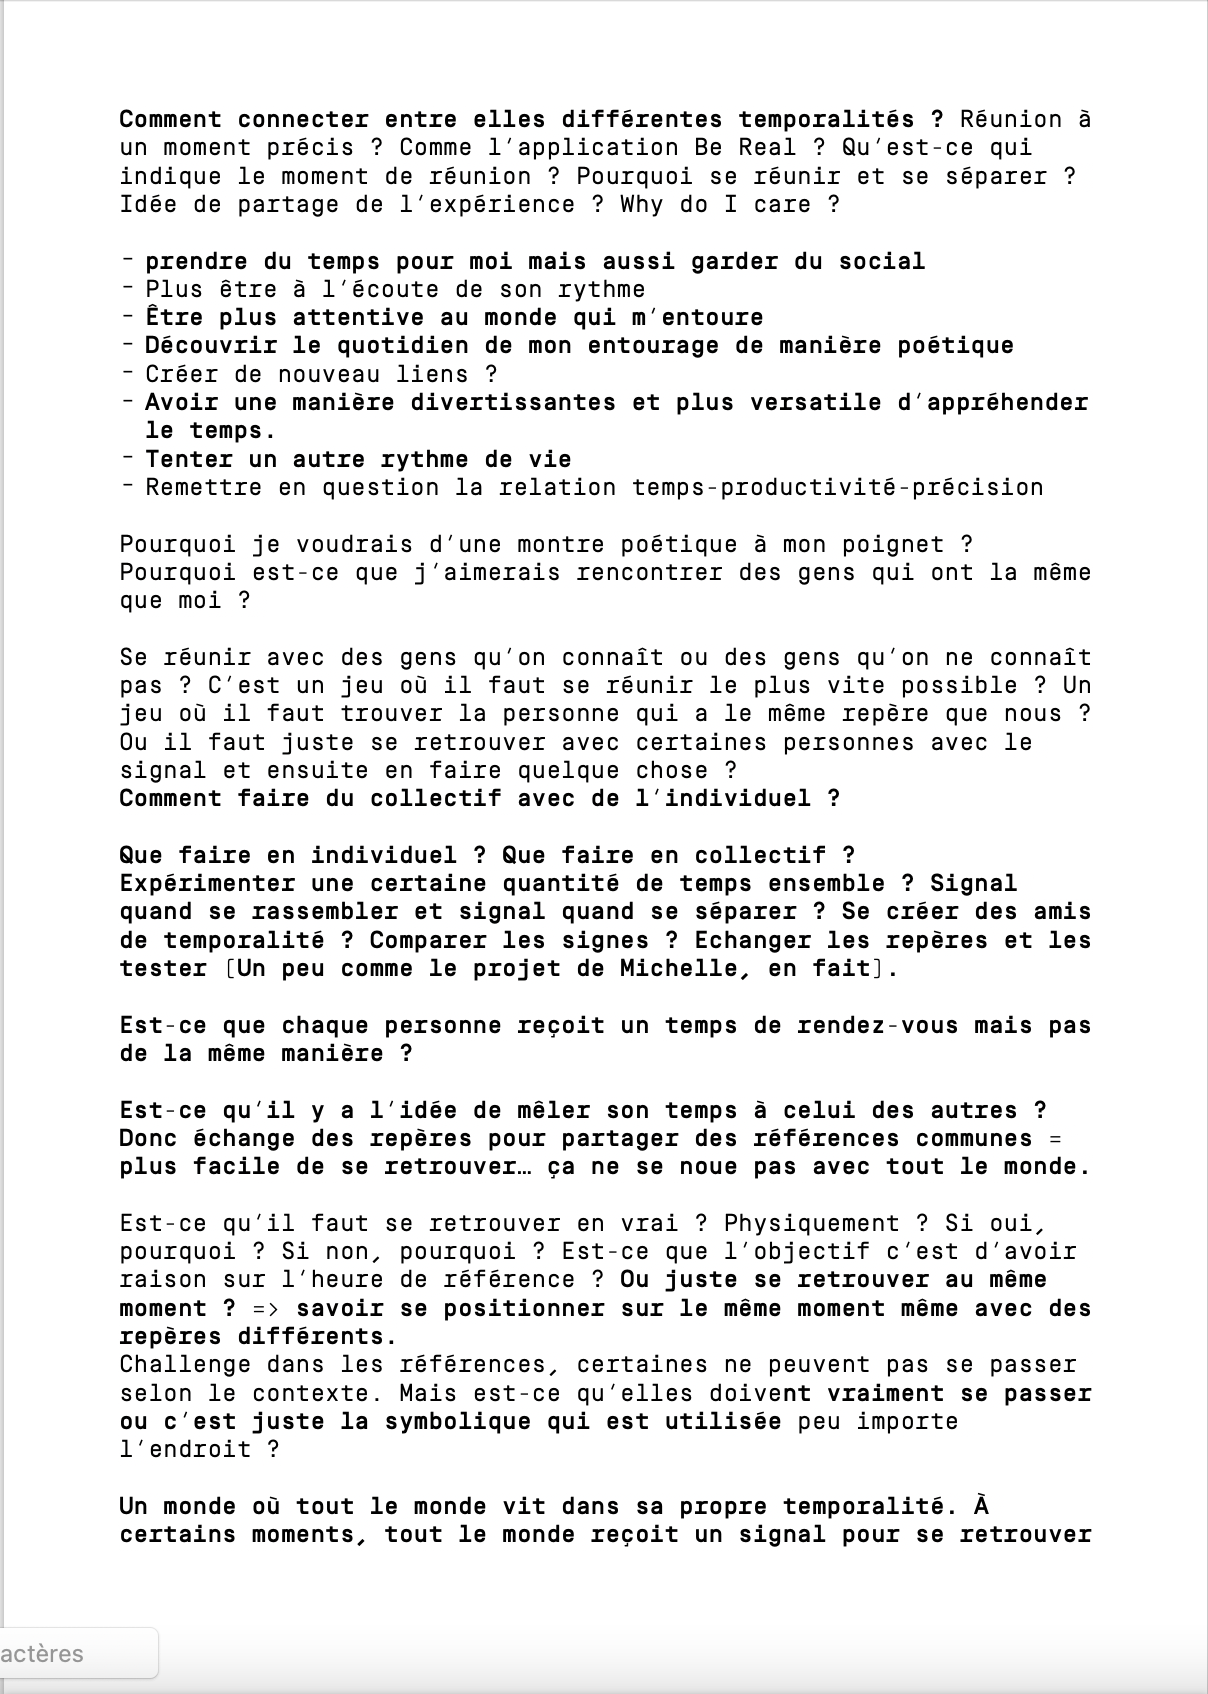 Comment connecter entre elles différentes temporalités ? Réunion à
un moment précis ? Comme l'application Be Real ? Qu'est-ce qui
indique le moment de réunion ? Pourquoi se réunir et se séparer ?
Idée de partage de l'expérience ? Why do I care ?
- prendre du temps pour moi mais aussi garder du social
- Plus être à l'écoute de son rythme
- Être plus attentive au monde qui m'entoure
- Découvrir le quotidien de mon entourage de manière poétique
- Créer de nouveau liens ?
- Avoir une manière divertissantes et plus versatile d'appréhender
le temps.
- Tenter un autre rythme de vie
- Remettre en question la relation temps-productivité-précision
Pourquoi je voudrais d'une montre poétique à mon poignet ?
Pourquoi est-ce que j'aimerais rencontrer des gens qui ont la même
que moi ?
Se réunir avec des gens qu'on connaît ou des gens qu'on ne connaît
pas ? C'est un jeu où il faut se réunir le plus vite possible ? Un
jeu où il faut trouver la personne qui a le même repère que nous ?
Ou il faut juste se retrouver avec certaines personnes avec le
signal et ensuite en faire quelque chose ?
Comment faire du collectif avec de l'individuel ?
Que faire en individuel ? Que faire en collectif ?
Expérimenter une certaine quantité de temps ensemble ? Signal
quand se rassembler et signal quand se séparer ? Se créer des amis
de temporalité ? Comparer les signes ? Echanger les repères et les
tester (Un peu comme le projet de Michelle, en fait).
Est-ce que chaque personne reçoit un temps de rendez-vous mais pas
de la même manière ?
Est-ce qu'il y a l'idée de mêler son temps à celui des autres ?
Donc échange des repères pour partager des références communes =
plus facile de se retrouver… ça ne se noue pas avec tout le monde.
Est-ce qu'il faut se retrouver en vrai ? Physiquement ? Si oui,
pourquoi ? Si non, pourquoi ? Est-ce que l'objectif c'est d'avoir
raison sur l'heure de référence ? Ou juste se retrouver au même
moment ? => savoir se positionner sur le même moment même avec des
repères différents.
Challenge dans les références, certaines ne peuvent pas se passer
selon le contexte. Mais est-ce qu'elles doivent vraiment se passer
ou c'est juste la symbolique qui est utilisée peu importe
l'endroit ?
Un monde où tout le monde vit dans sa propre temporalité. À
certains moments, tout le monde reçoit un signal pour se retrouver
actères